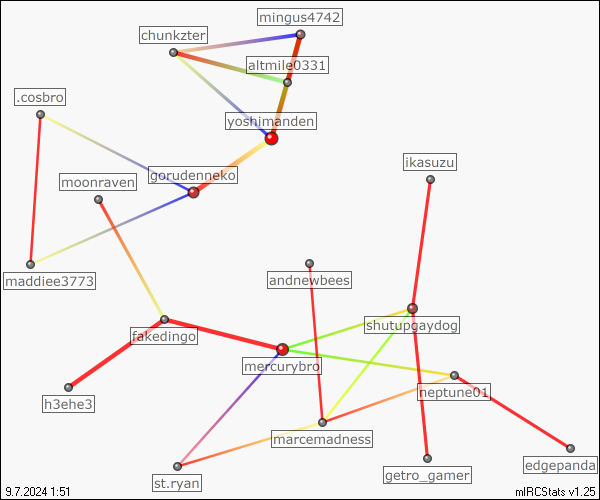 mingus4742
chunkzter
altmile0331
.cosbro
yoshimanden
ikasuzu
gorudenneko
moonraven
maddiee3773
andnewbees
shutupgaydog
fakedingo
mercurybro
neptune01
h3ehe3
marcemadness
edgepanda
getro_gamer
st.ryan
9.7.2024 1:51
mIRCStats v1.25